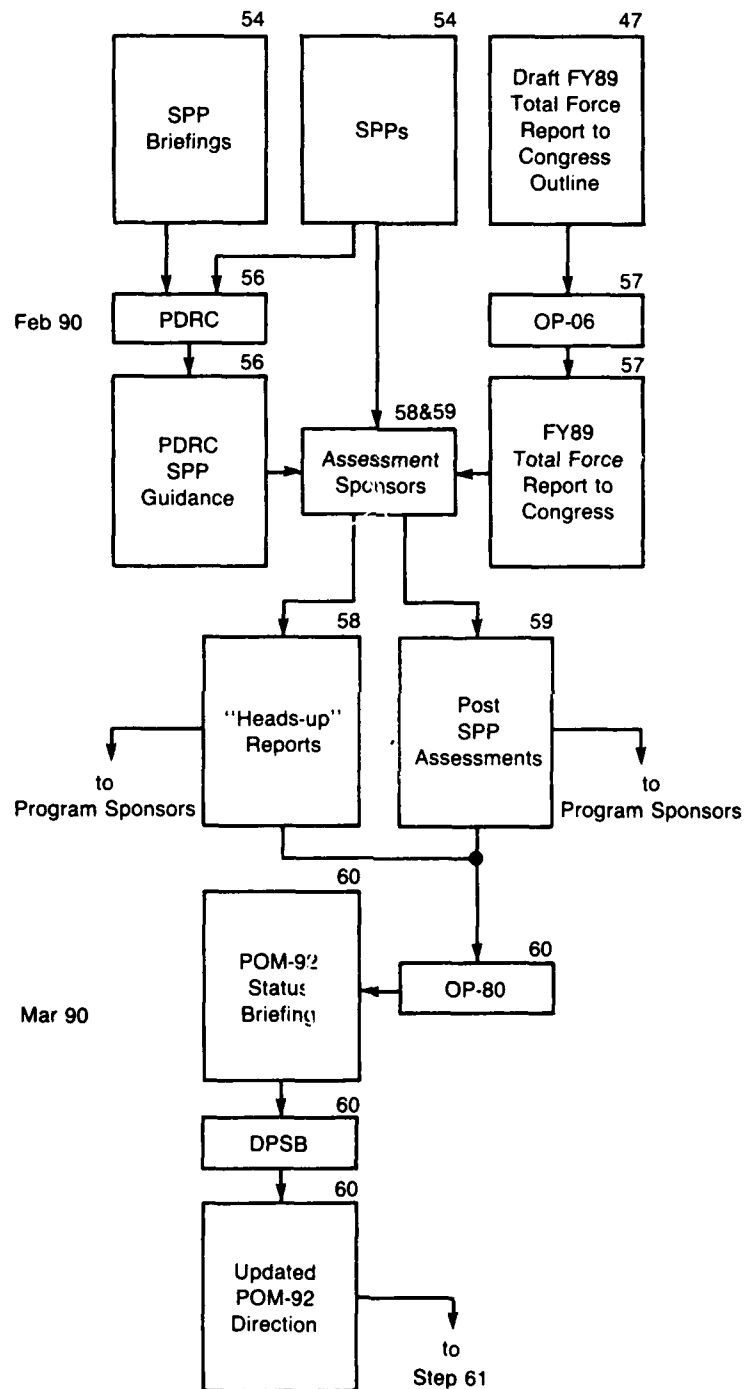 54
SPP
Briefings
54
SPPs
47
Draft FY89
Total Force
Report to
Congress
Outline
Feb 90
56
PDRC
57
OP-06
56
PDRC
SPP
Guidance
58&59
Assessment
Sponsors
57
FY89
Total Force
Report to
Congress
58
"Heads-up"
Reports
59
Post
SPP
Assessments
to
Program Sponsors
to
Program Sponsors
Mar 90
60
POM-92
Status
Briefing
60
OP-80
60
DPSB
60
Updated
POM-92
Direction
to
Step 61